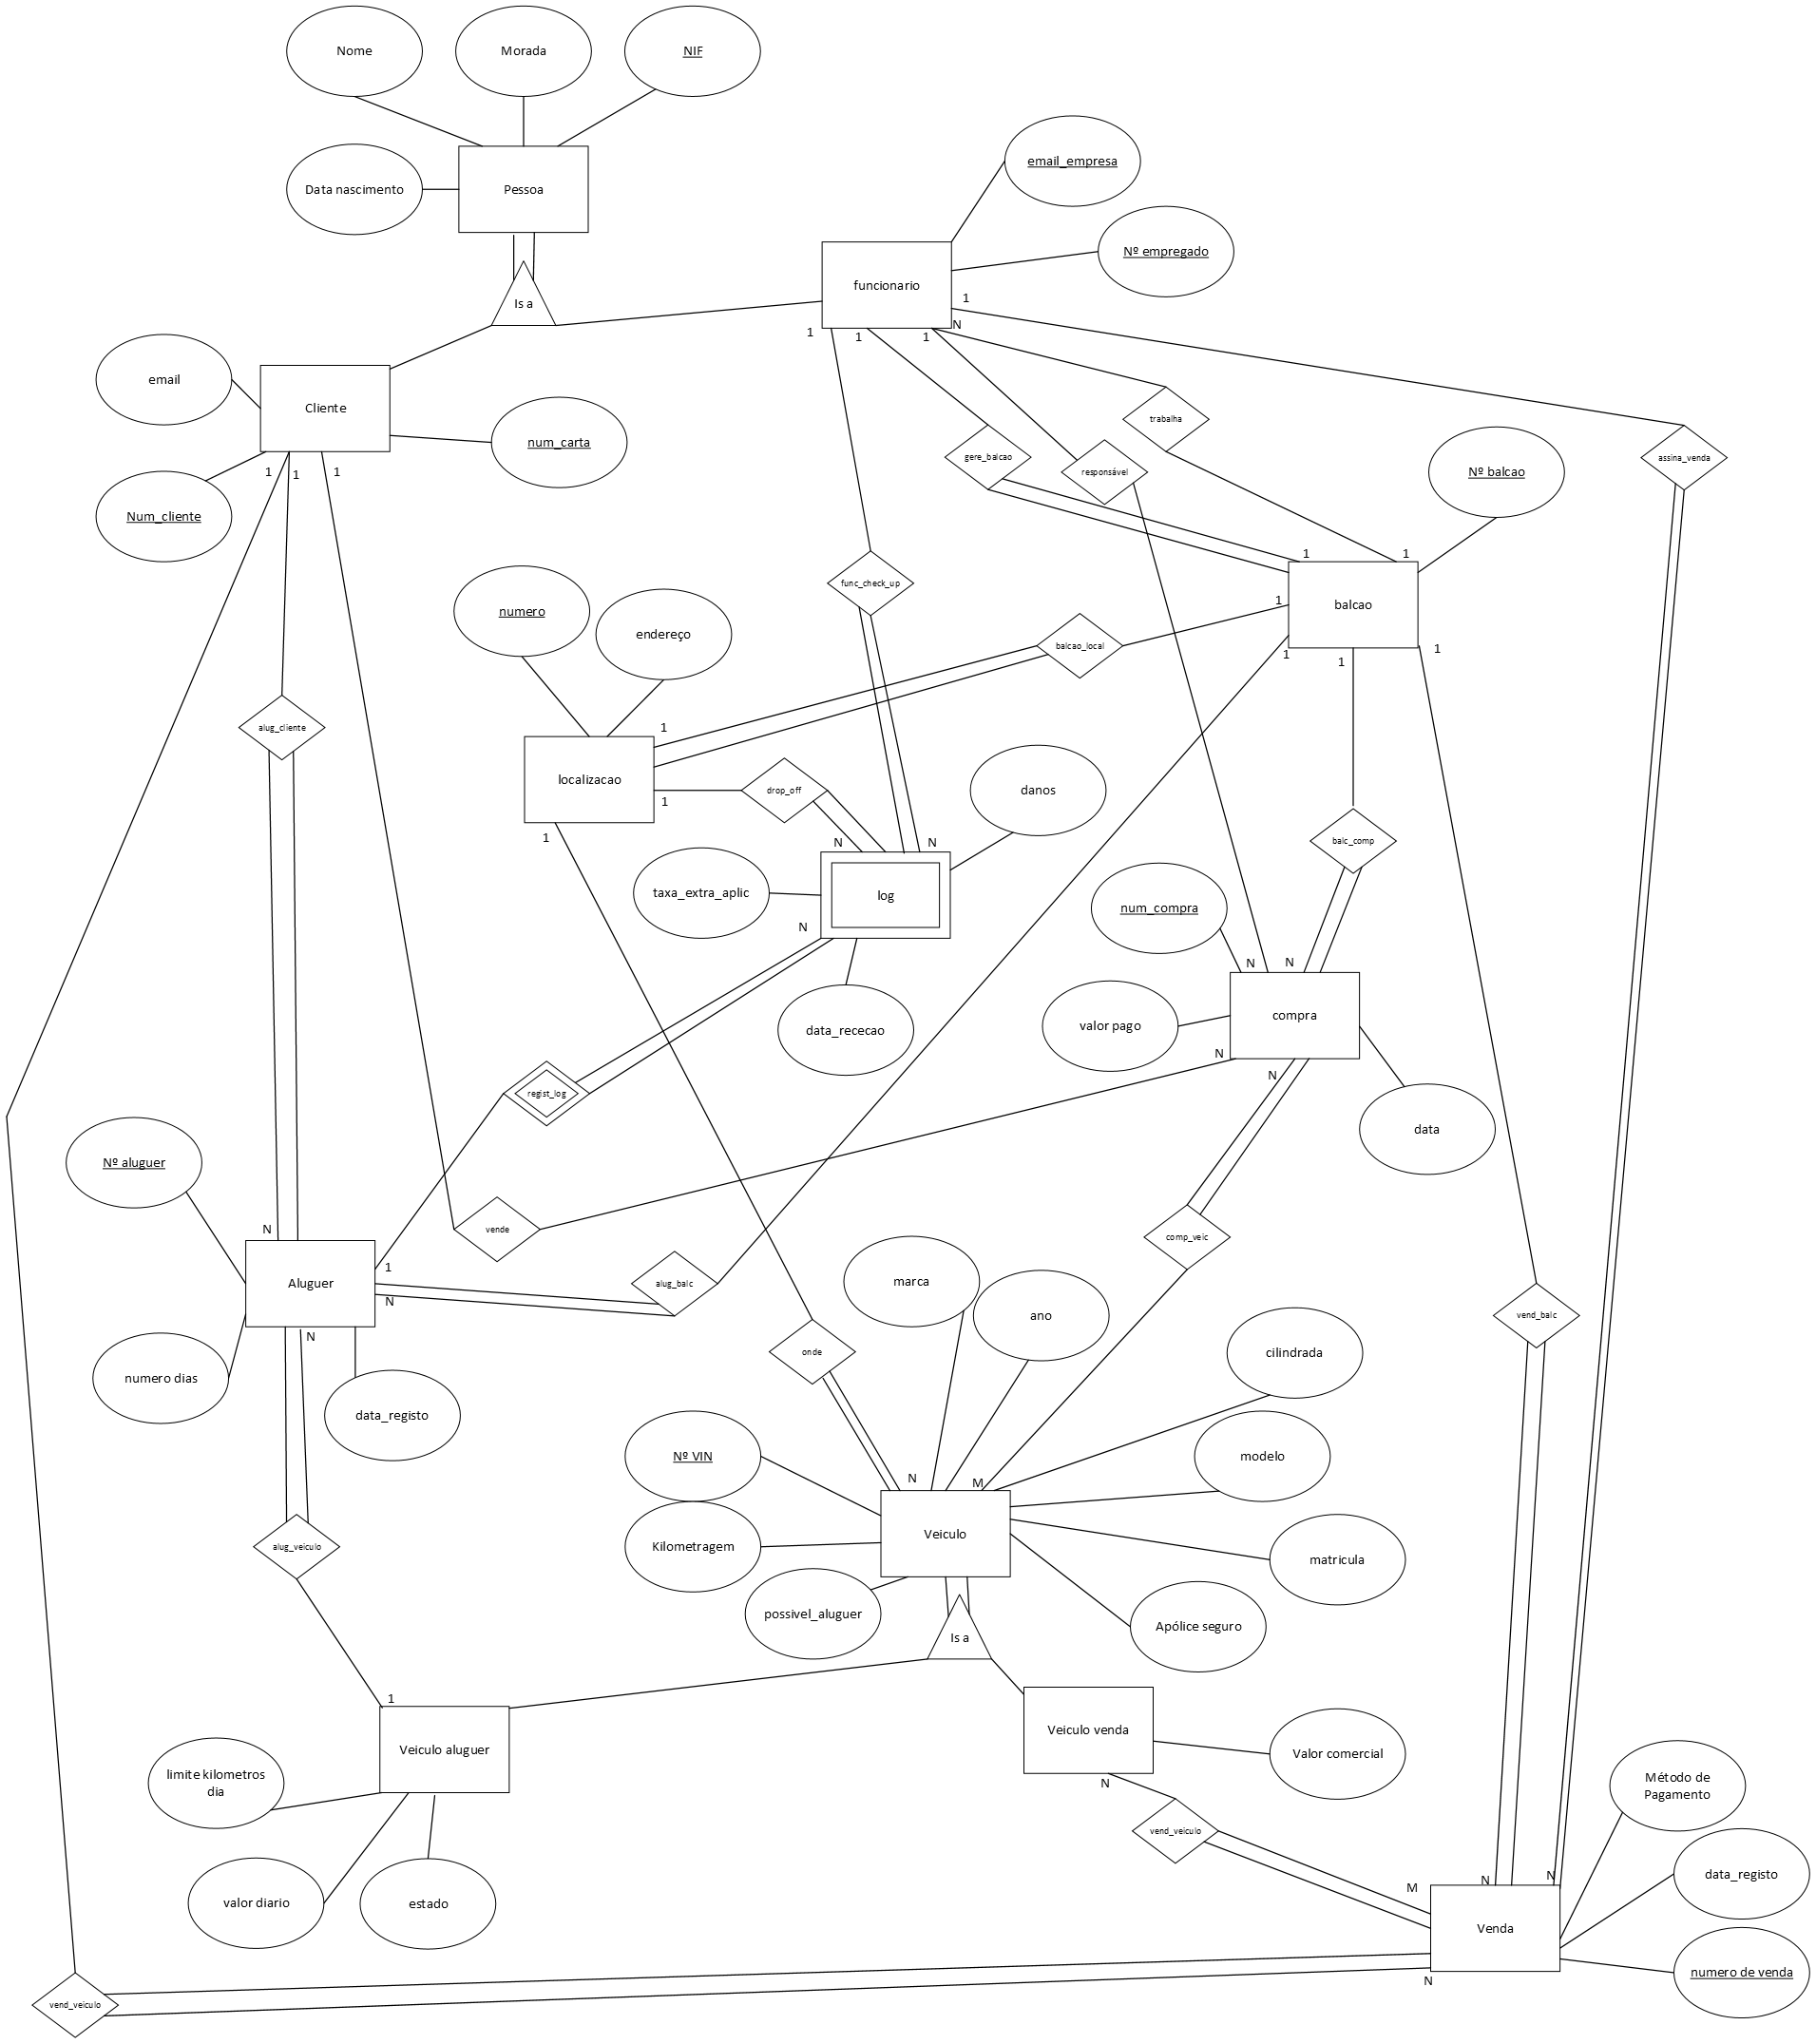 Nome
Morada
NIF
Data nascimento
Pessoa
email_empresa
Nº empregado
funcionario
Is a
1
N
1
1
1
email
Cliente
num_carta
Num_cliente
1
1
1
trabalha
gere_balcao
responsável
assina_venda
Nº balcao
1
1
func_check_up
numero
endereço
balcao
1
balcao_local
1
1
1
alug_cliente
1
localizacao
drop_off
1
danos
1
N
N
balc_comp
taxa_extra_aplic
log
num_compra
N
N
N
data_rececao
valor pago
compra
N
N
regist_log
data
Nº aluguer
N
vende
comp_veic
1
Aluguer
alug_balc
N
marca
ano
vend_balc
N
onde
cilindrada
numero dias
data_registo
Nº VIN
N
M
modelo
alug_veiculo
Kilometragem
Veiculo
matricula
possivel_aluguer
Apólice seguro
Is a
1
Veiculo aluguer
Veiculo venda
Valor comercial
limite kilometros
dia
N
Método de
Pagamento
vend_veiculo
valor diario
estado
M
N
N
data_registo
Venda
numero de venda
N
vend_veiculo